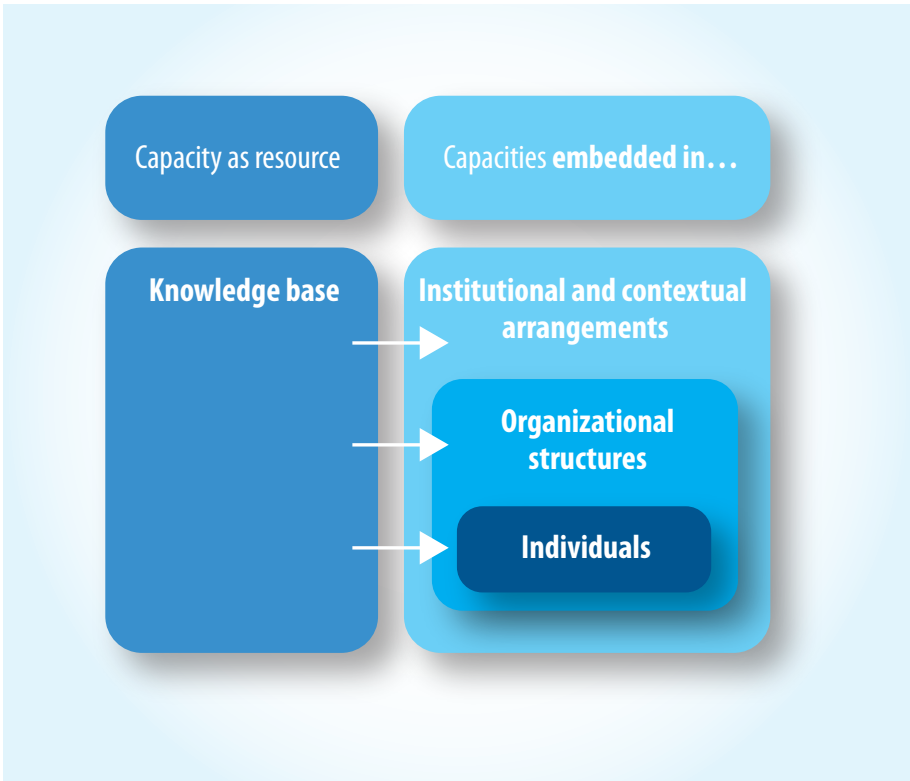 Capacity as resource
Capacities embedded in…
Knowledge base
Institutional and contextual
arrangements
Organizational
structures
Individuals